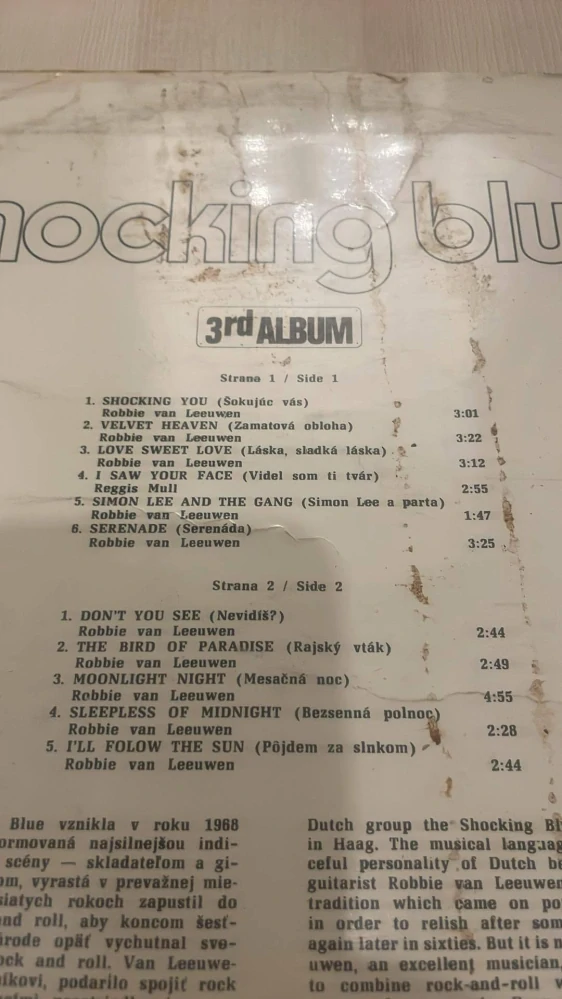 hocking blu
3rd ALBUM
Strana 1 / Side 1
1. SHOCKING YOU (Šokujúc vás)
Robbie van Leeuwen 3:01
2. VELVET HEAVEN (Zamatová obloha)
Robbie van Leeuwen 3:22
3. LOVE SWEET LOVE (Láska, sladká láska)
Robbie van Leeuwen 3:12
4. I SAW YOUR FACE (Videl som ti tvár)
Reggis Mull 2:55
5. SIMON LEE AND THE GANG (Simon Lee a parta)
Robbie van Leeuwen 1:47
6. SERENADE (Serenáda)
Robbie van Leeuwen 3:25
Strana 2 / Side 2
1. DON'T YOU SEE (Nevidíš?)
Robbie van Leeuwen 2:44
2. THE BIRD OF PARADISE (Rajský vták)
Robbie van Leeuwen 2:49
3. MOONLIGHT NIGHT (Mesačná noc)
Robbie van Leeuwen 4:55
4. SLEEPLESS OF MIDNIGHT (Bezsenná polnoc)
Robbie van Leeuwen 2:28
5. I'LL FOLOW THE SUN (Pôjdem za slnkom)
Robbie van Leeuwen 2:44
Blue vznikla v roku 1968
ormovaná najsilnejšou indi-
scény — skladateľom a gi-
om, vyrastá v prevažnej mie-
siatych rokoch zapustil do
and roll, aby koncom šesť-
árode opäť vychutnal sve-
ock and roll. Van Leeuwe-
níkovi, podarilo spojiť rock
Dutch group the Shocking Bl
in Haag. The musical languag
ceful personality of Dutch be
guitarist Robbie van Leeuwen
tradition which came on po
in order to relish after som
again later in sixties. But it is n
uwen, an excellent musician,
to combine rock-and-roll v